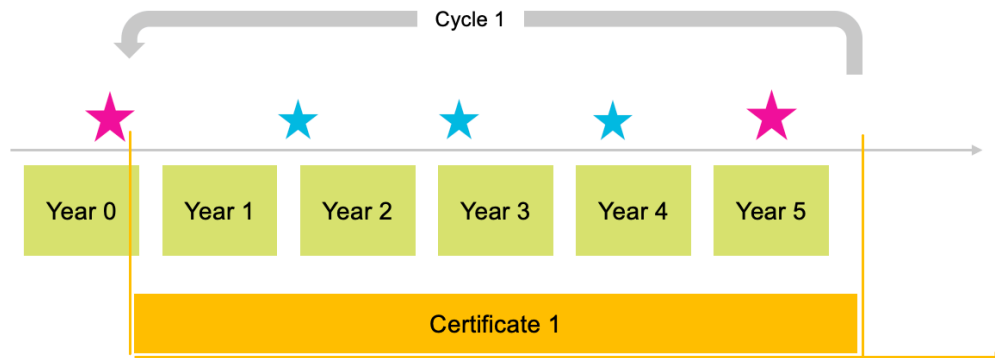 Cycle 1
Year 0
Year 1
Year 2
Year 3
Year 4
Year 5
Certificate 1